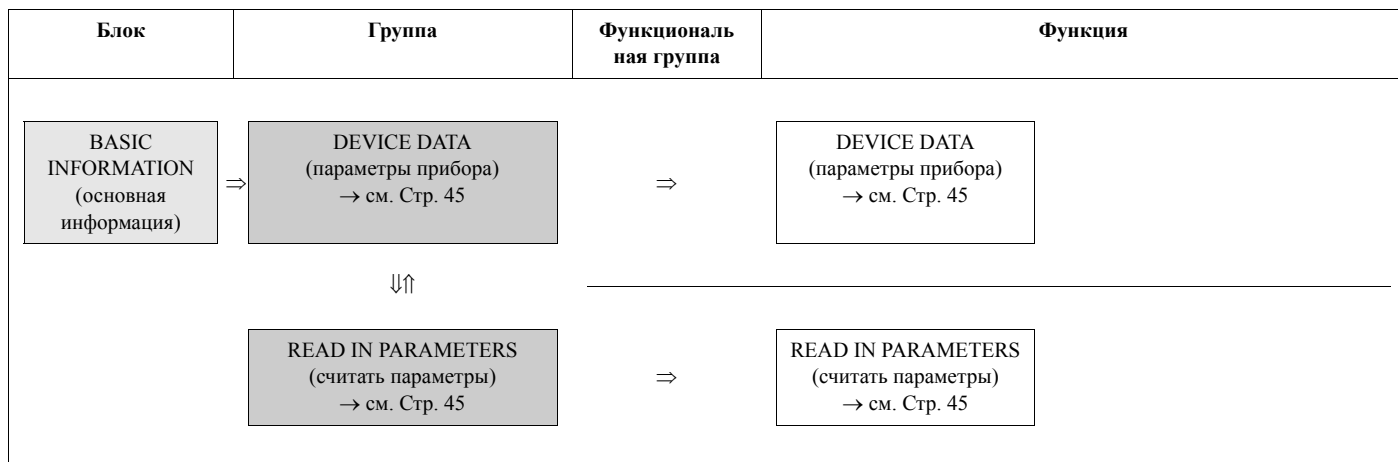 Блок
Группа
Функциональ
ная группа
Функция
BASIC
INFORMATION
(основная
информация)
⇒
DEVICE DATA
(параметры прибора)
→ см. Стр. 45
⇒
DEVICE DATA
(параметры прибора)
→ см. Стр. 45
⇓⇑
READ IN PARAMETERS
(считать параметры)
→ см. Стр. 45
⇒
READ IN PARAMETERS
(считать параметры)
→ см. Стр. 45